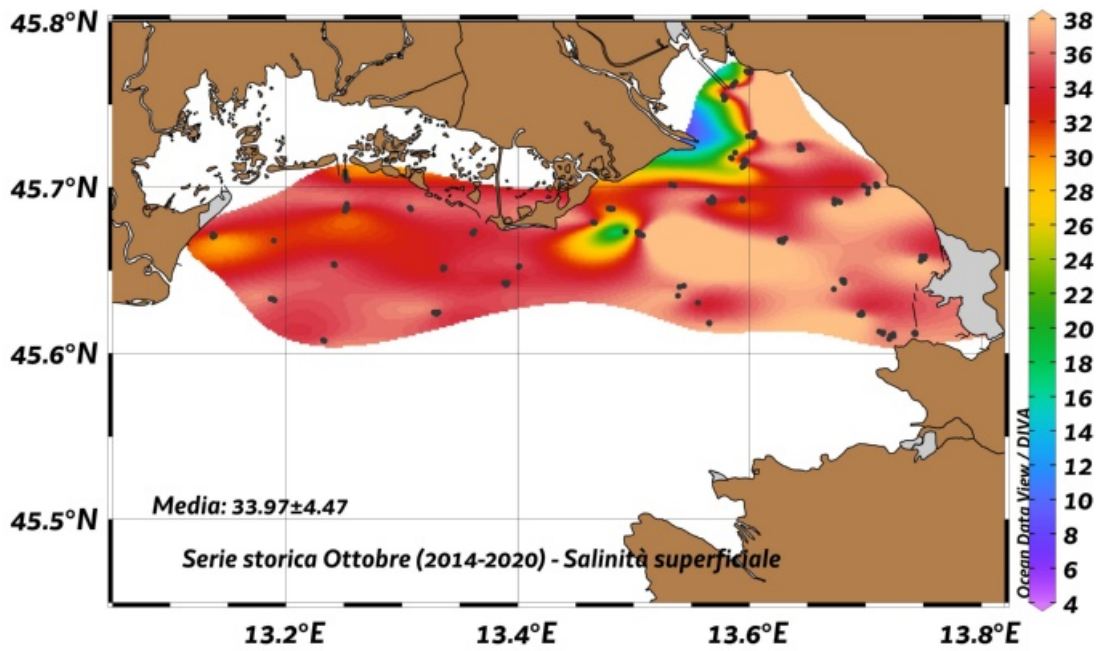 45.8°N
45.7°N
45.6°N
45.5°N
13.2°E
13.4°E
13.6°E
13.8°E
Media: 33.97±4.47
Serie storica Ottobre (2014-2020) - Salinità superficiale
Ocean Data View / DIVA
38
36
34
32
30
28
26
24
22
20
18
16
14
12
10
8
6
4